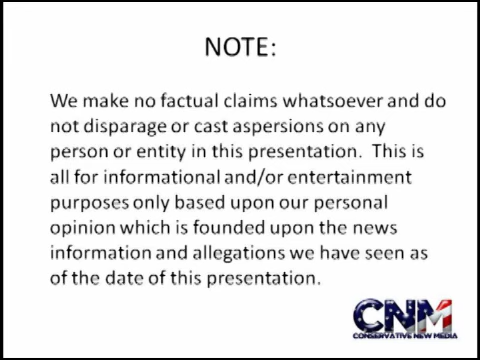 NOTE:
We make no factual claims whatsoever and do
not disparage or cast aspersions on any
person or entity in this presentation.  This is
all for informational and/or entertainment
purposes only based upon our personal
opinion which is founded upon the news
information and allegations we have seen as
of the date of this presentation.
CNM
CONSERVATIVE NEW MEDIA